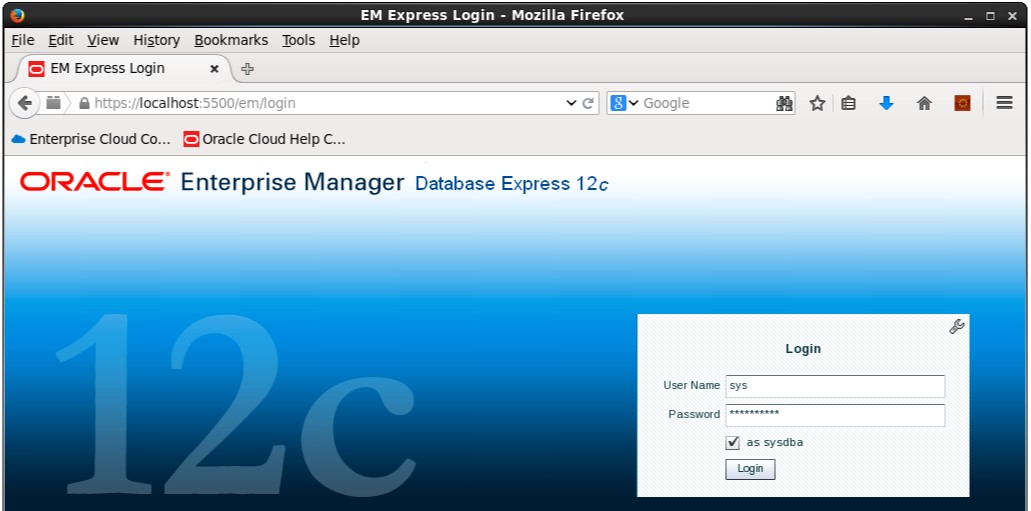 EM Express Login - Mozilla Firefox
File Edit View History Bookmarks Tools Help
EM Express Login
https://localhost:5500/em/login
Google
Enterprise Cloud Co... Oracle Cloud Help C...
ORACLE Enterprise Manager Database Express 12c
12c
Login
User Name sys
Password **********
as sysdba
Login